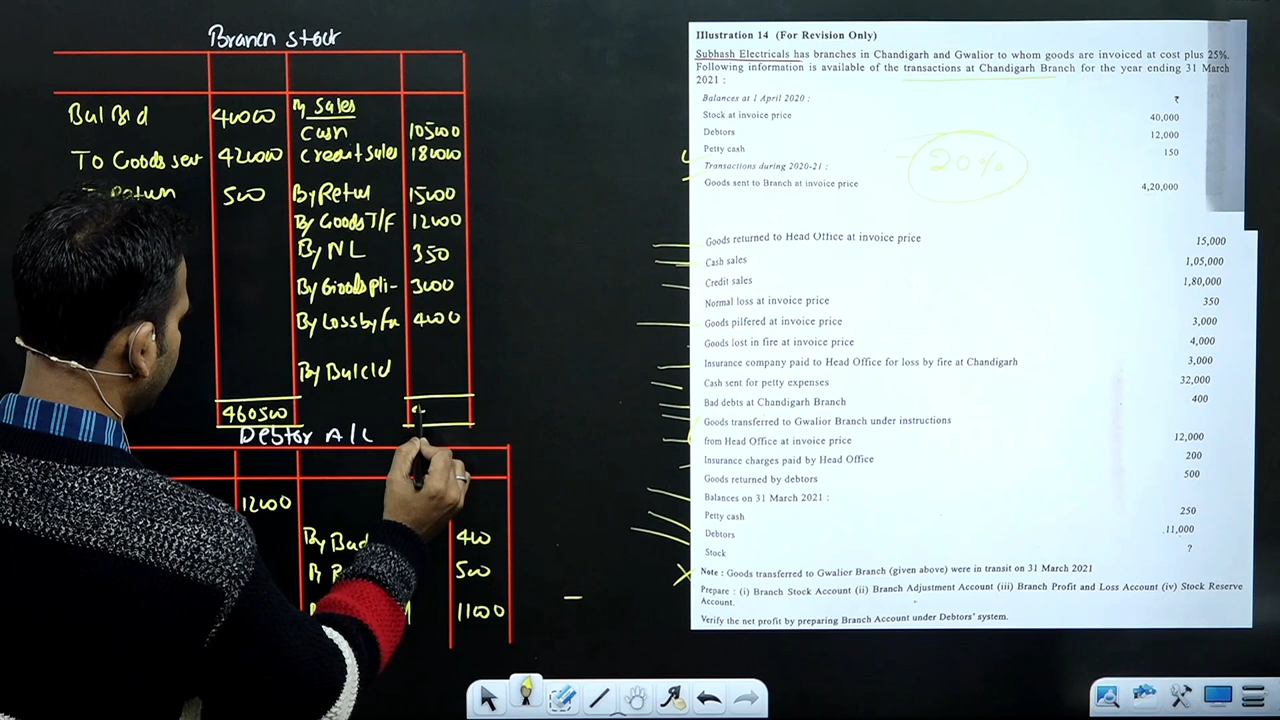 Branch Stock
Bal B/d 40000 By Sales
Cash 105000
To Goods sent 420000 Credit Sales 180000
Return 500 By Return 15000
By Goods T/F 12000
By NL 350
By Goods pli- 3000
By Loss by Fa 4000
By Bal c/d
460500
Debtor A/C
12000
By Bad 400
500
11000
Illustration 14 (For Revision Only)
Subhash Electricals has branches in Chandigarh and Gwalior to whom goods are invoiced at cost plus 25%.
Following information is available of the transactions at Chandigarh Branch for the year ending 31 March
2021 :
Balances at 1 April 2020 : ₹
Stock at invoice price 40,000
Debtors 12,000
Petty cash 150
20%
Transactions during 2020-21 :
Goods sent to Branch at invoice price 4,20,000
Goods returned to Head Office at invoice price 15,000
Cash sales 1,05,000
Credit sales 1,80,000
Normal loss at invoice price 350
Goods pilfered at invoice price 3,000
Goods lost in fire at invoice price 4,000
Insurance company paid to Head Office for loss by fire at Chandigarh 3,000
Cash sent for petty expenses 32,000
Bad debts at Chandigarh Branch 400
Goods transferred to Gwalior Branch under instructions
from Head Office at invoice price 12,000
Insurance charges paid by Head Office 200
Goods returned by debtors 500
Balances on 31 March 2021 :
Petty cash 250
Debtors 11,000
Stock ?
Note : Goods transferred to Gwalior Branch (given above) were in transit on 31 March 2021
Prepare : (i) Branch Stock Account (ii) Branch Adjustment Account (iii) Branch Profit and Loss Account (iv) Stock Reserve
Account.
Verify the net profit by preparing Branch Account under Debtors' system.